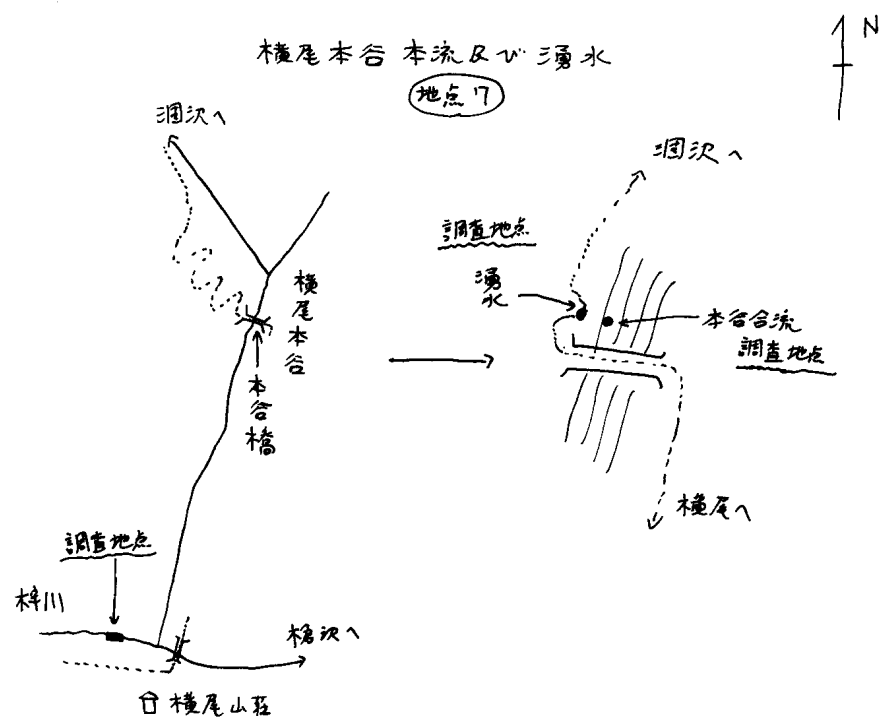 横尾本谷 本流及び湧水
地点 7
N
涸沢へ
横尾本谷
本谷橋
調査地点
梓川
槍沢へ
横尾山荘
涸沢へ
調査地点
湧水
本谷合流
調査地点
横尾へ